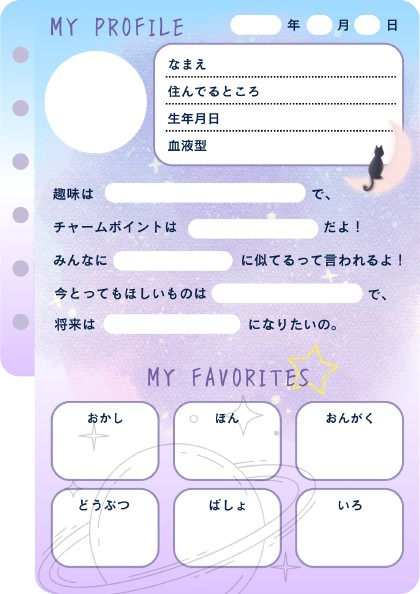 MY PROFILE
年 月 日
なまえ
住んでるところ
生年月日
血液型
趣味は で、
チャームポイントは だよ！
みんなに に似てるって言われるよ！
今とってもほしいものは で、
将来は になりたいの。
MY FAVORITES
おかし ほん おんがく
どうぶつ ばしょ いろ